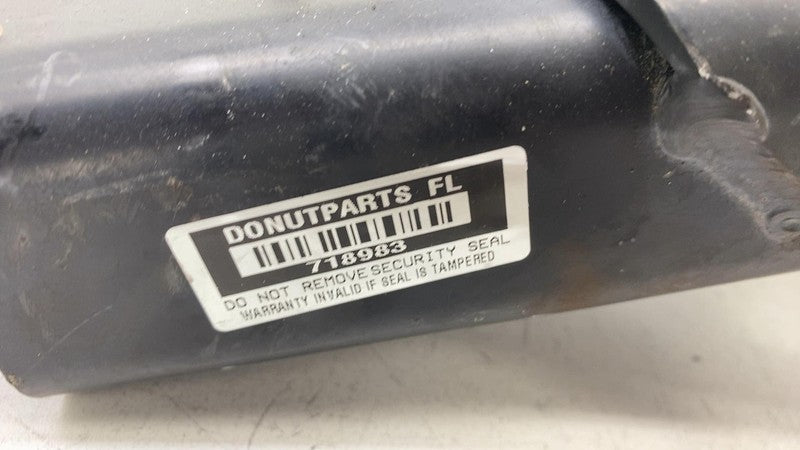 DONUTPARTS FL
718983
DO NOT REMOVE SECURITY SEAL
WARRANTY INVALID IF SEAL IS TAMPERED